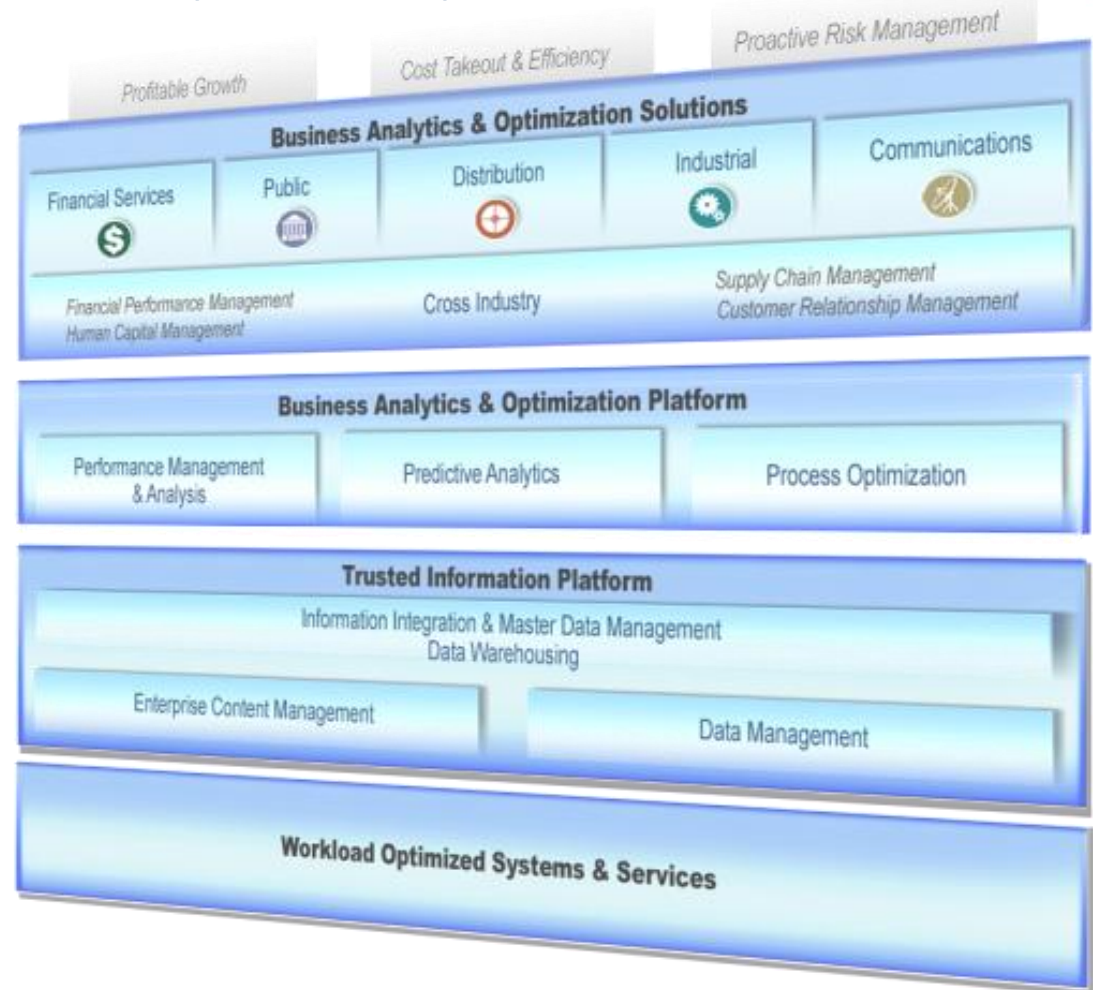 Profitable Growth
Cost Takeout & Efficiency
Proactive Risk Management
Business Analytics & Optimization Solutions
Financial Services
Public
Distribution
Industrial
Communications
Financial Performance Management
Human Capital Management
Cross Industry
Supply Chain Management
Customer Relationship Management
Business Analytics & Optimization Platform
Performance Management
& Analysis
Predictive Analytics
Process Optimization
Trusted Information Platform
Information Integration & Master Data Management
Data Warehousing
Enterprise Content Management
Data Management
Workload Optimized Systems & Services